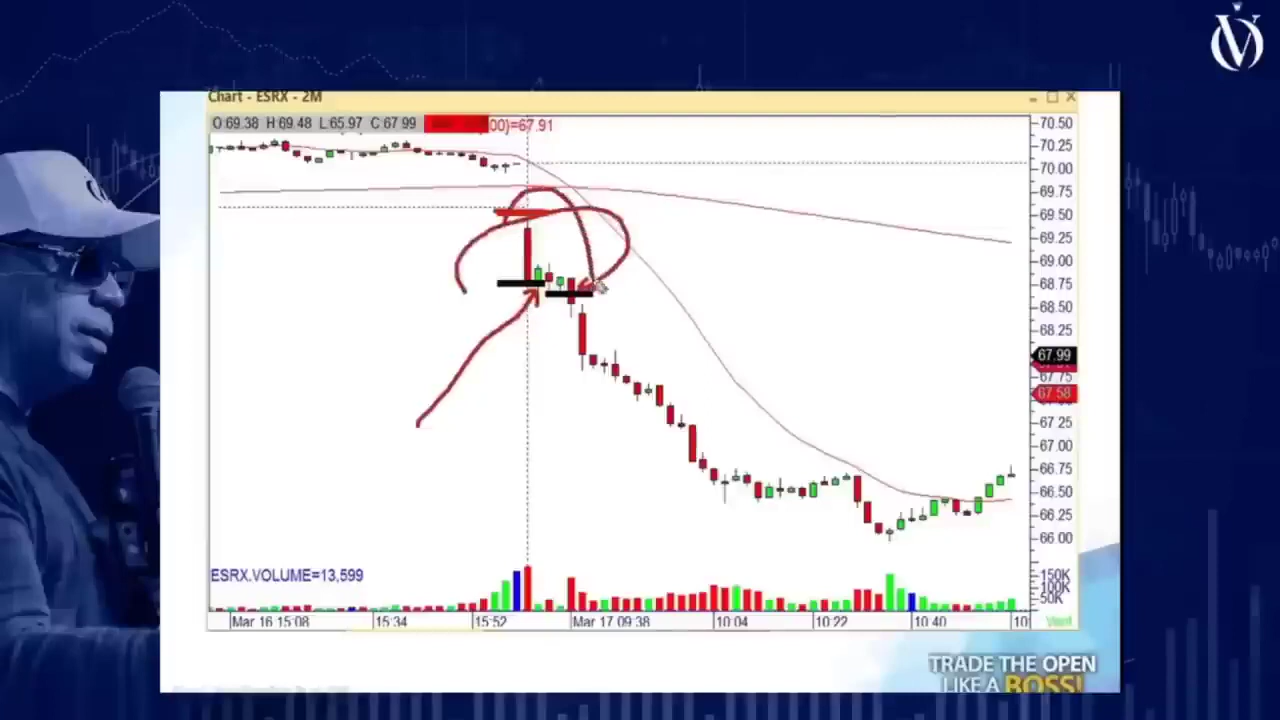 Chart - ESRX - 2M
O 69.38 H 69.48 L 65.97 C 67.99 00)=67.91
70.50
70.25
70.00
69.75
69.50
69.25
69.00
68.75
68.50
68.25
67.99
67.75
67.58
67.25
67.00
66.75
66.50
66.25
66.00
ESRX.VOLUME=13,599
150K
100K
50K
Mar 16 15:08 15:34 15:52 Mar 17 09:38 10:04 10:22 10:40 10
TRADE THE OPEN
LIKE A BOSS!